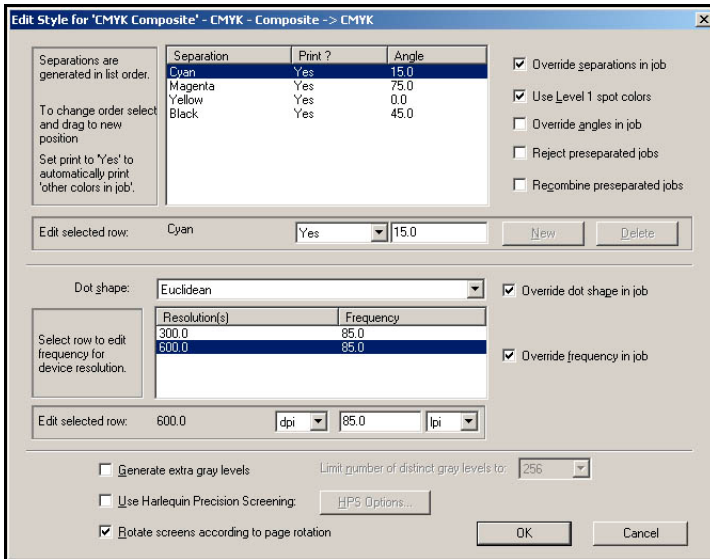 Edit Style for 'CMYK Composite' - CMYK - Composite -> CMYK
Separations are
generated in list order.
To change order select
and drag to new
position
Set print to 'Yes' to
automatically print
'other colors in job'.
Separation Print ? Angle
Cyan Yes 15.0
Magenta Yes 75.0
Yellow Yes 0.0
Black Yes 45.0
Override separations in job
Use Level 1 spot colors
Override angles in job
Reject preseparated jobs
Recombine preseparated jobs
Edit selected row: Cyan Yes 15.0 New Delete
Dot shape: Euclidean Override dot shape in job
Select row to edit
frequency for
device resolution.
Resolution(s) Frequency
300.0 85.0
600.0 85.0
Override frequency in job
Edit selected row: 600.0 dpi 85.0 lpi
Generate extra gray levels Limit number of distinct gray levels to: 256
Use Harlequin Precision Screening: HPS Options...
Rotate screens according to page rotation OK Cancel